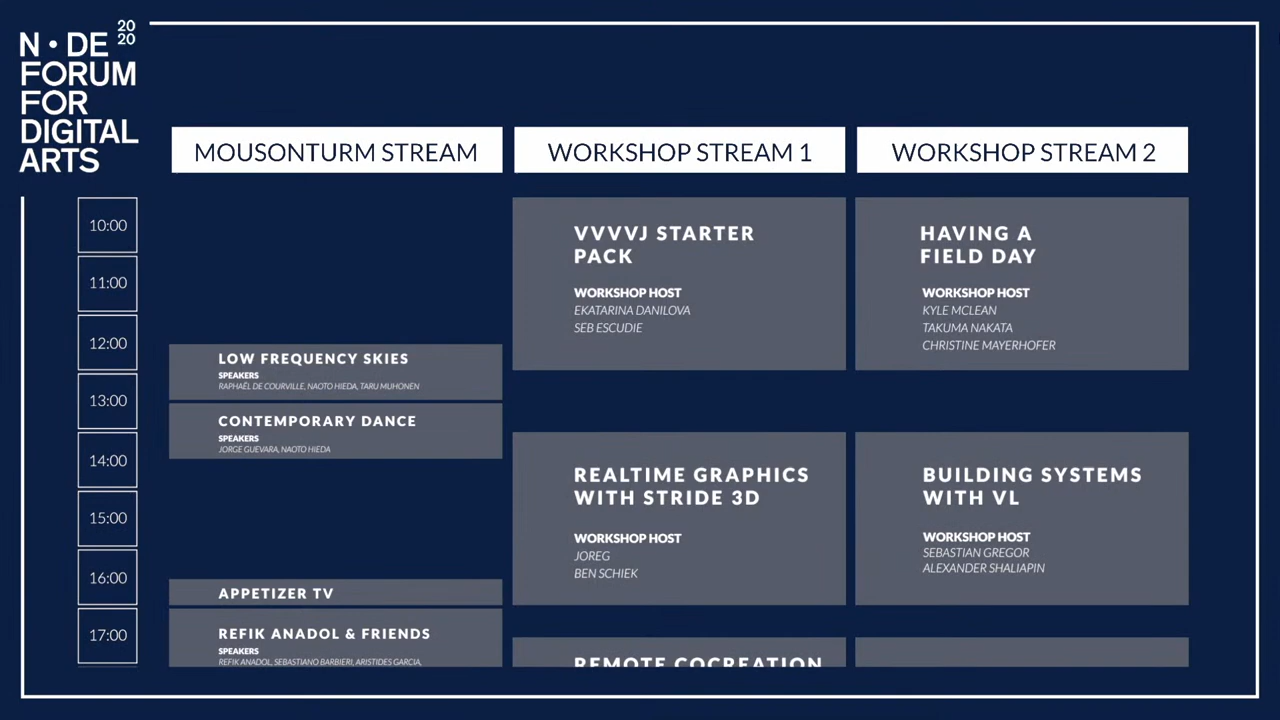 N • DE 20
20
FORUM
FOR
DIGITAL
ARTS
MOUSONTURM STREAM
WORKSHOP STREAM 1
WORKSHOP STREAM 2
10:00
11:00
12:00
13:00
14:00
15:00
16:00
17:00
LOW FREQUENCY SKIES
SPEAKERS
RAPHAËL DE COURVILLE, NAOTO HIEDA, TARU MUHONEN
CONTEMPORARY DANCE
SPEAKERS
JORGE GUEVARA, NAOTO HIEDA
APPETIZER TV
REFIK ANADOL & FRIENDS
SPEAKERS
REFIK ANADOL, SEBASTIANO BARBIERI, ARISTIDES GARCIA,
VVVVJ STARTER
PACK
WORKSHOP HOST
EKATARINA DANILOVA
SEB ESCUDIE
REALTIME GRAPHICS
WITH STRIDE 3D
WORKSHOP HOST
JOREG
BEN SCHIEK
REMOTE COCREATION
HAVING A
FIELD DAY
WORKSHOP HOST
KYLE MCLEAN
TAKUMA NAKATA
CHRISTINE MAYERHOFER
BUILDING SYSTEMS
WITH VL
WORKSHOP HOST
SEBASTIAN GREGOR
ALEXANDER SHALIAPIN